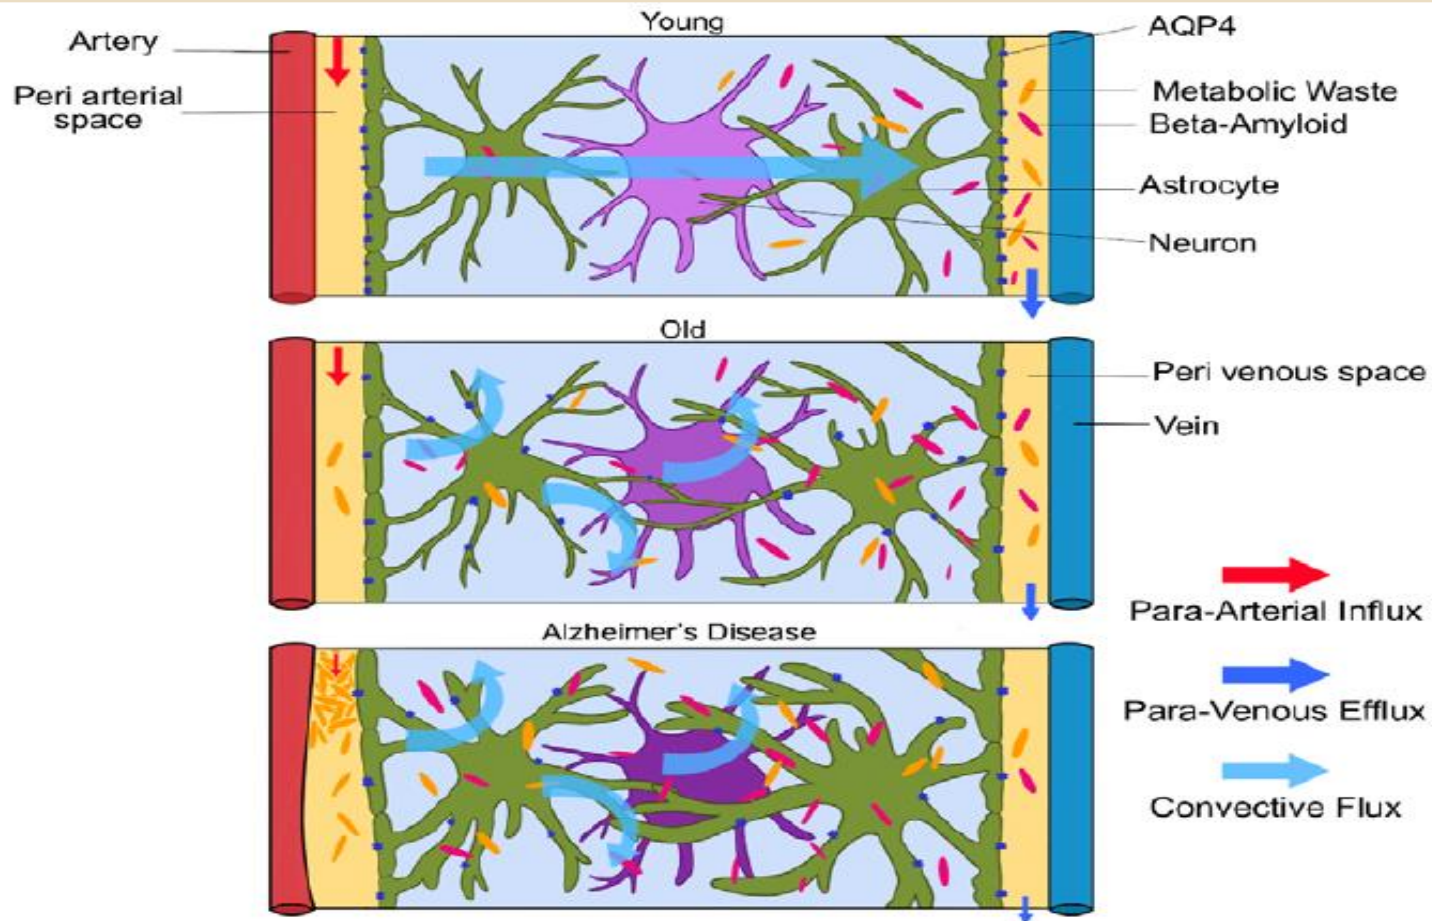 Young
Artery
Peri arterial
space
AQP4
Metabolic Waste
Beta-Amyloid
Astrocyte
Neuron
Old
Peri venous space
Vein
Alzheimer's Disease
Para-Arterial Influx
Para-Venous Efflux
Convective Flux